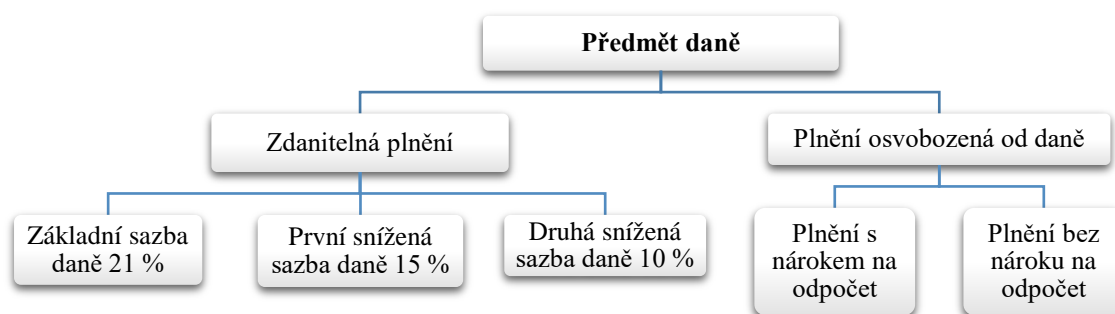 Předmět daně
Zdanitelná plnění
Plnění osvobozená od daně
Základní sazba
daně 21 %
První snížená
sazba daně 15 %
Druhá snížená
sazba daně 10 %
Plnění s
nárokem na
odpočet
Plnění bez
nároku na
odpočet